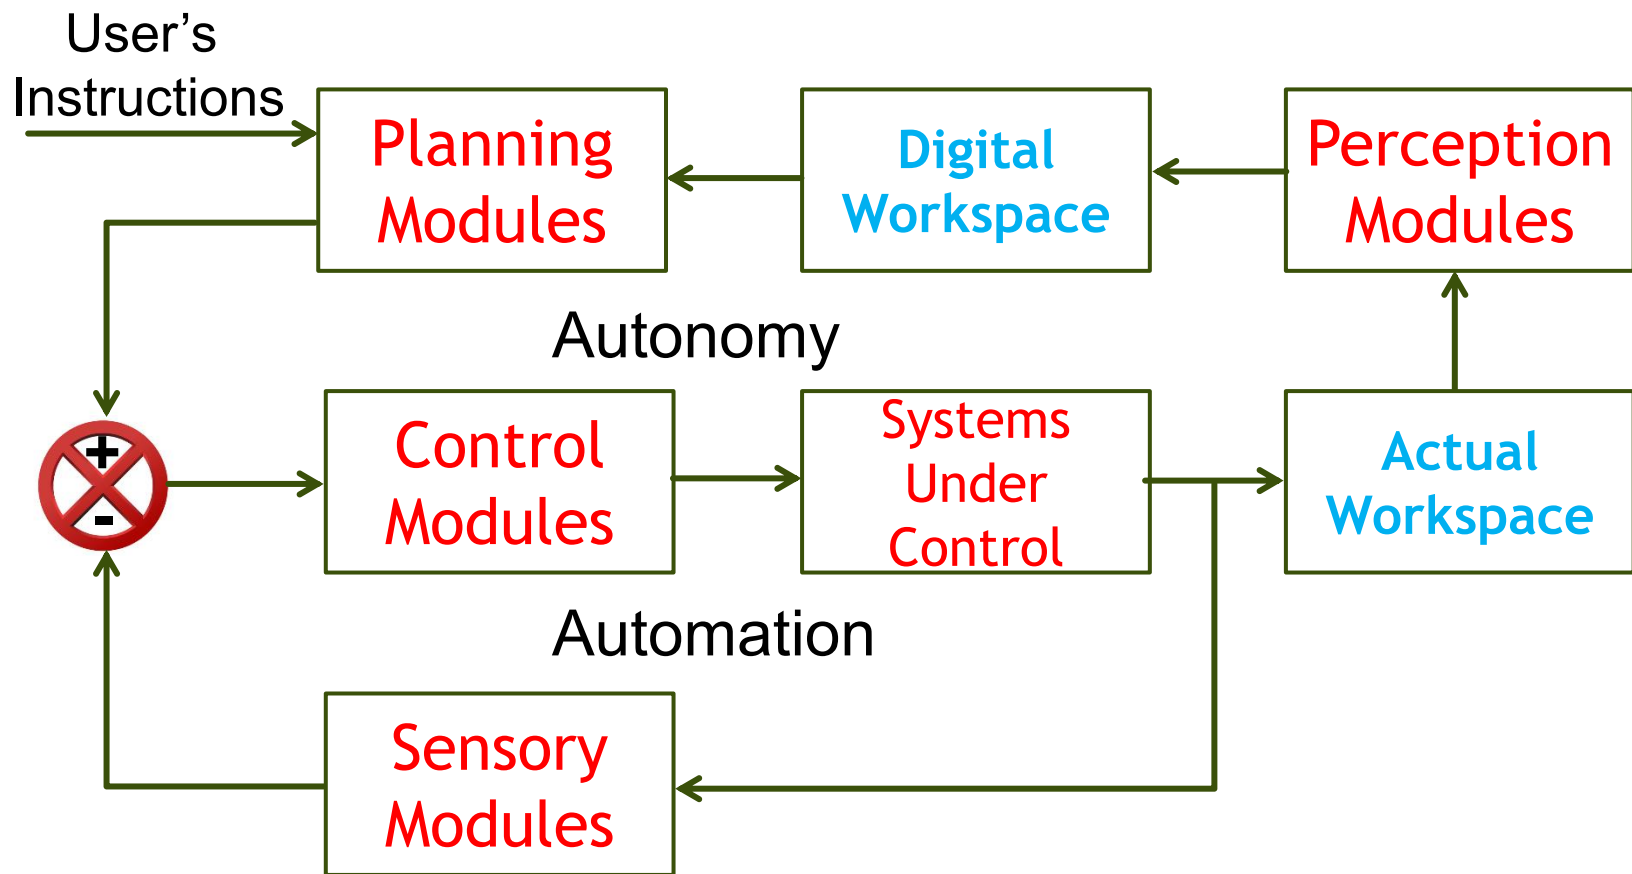 User’s
Instructions
Planning
Modules
Digital
Workspace
Perception
Modules
Autonomy
+
-
Control
Modules
Systems
Under
Control
Actual
Workspace
Automation
Sensory
Modules